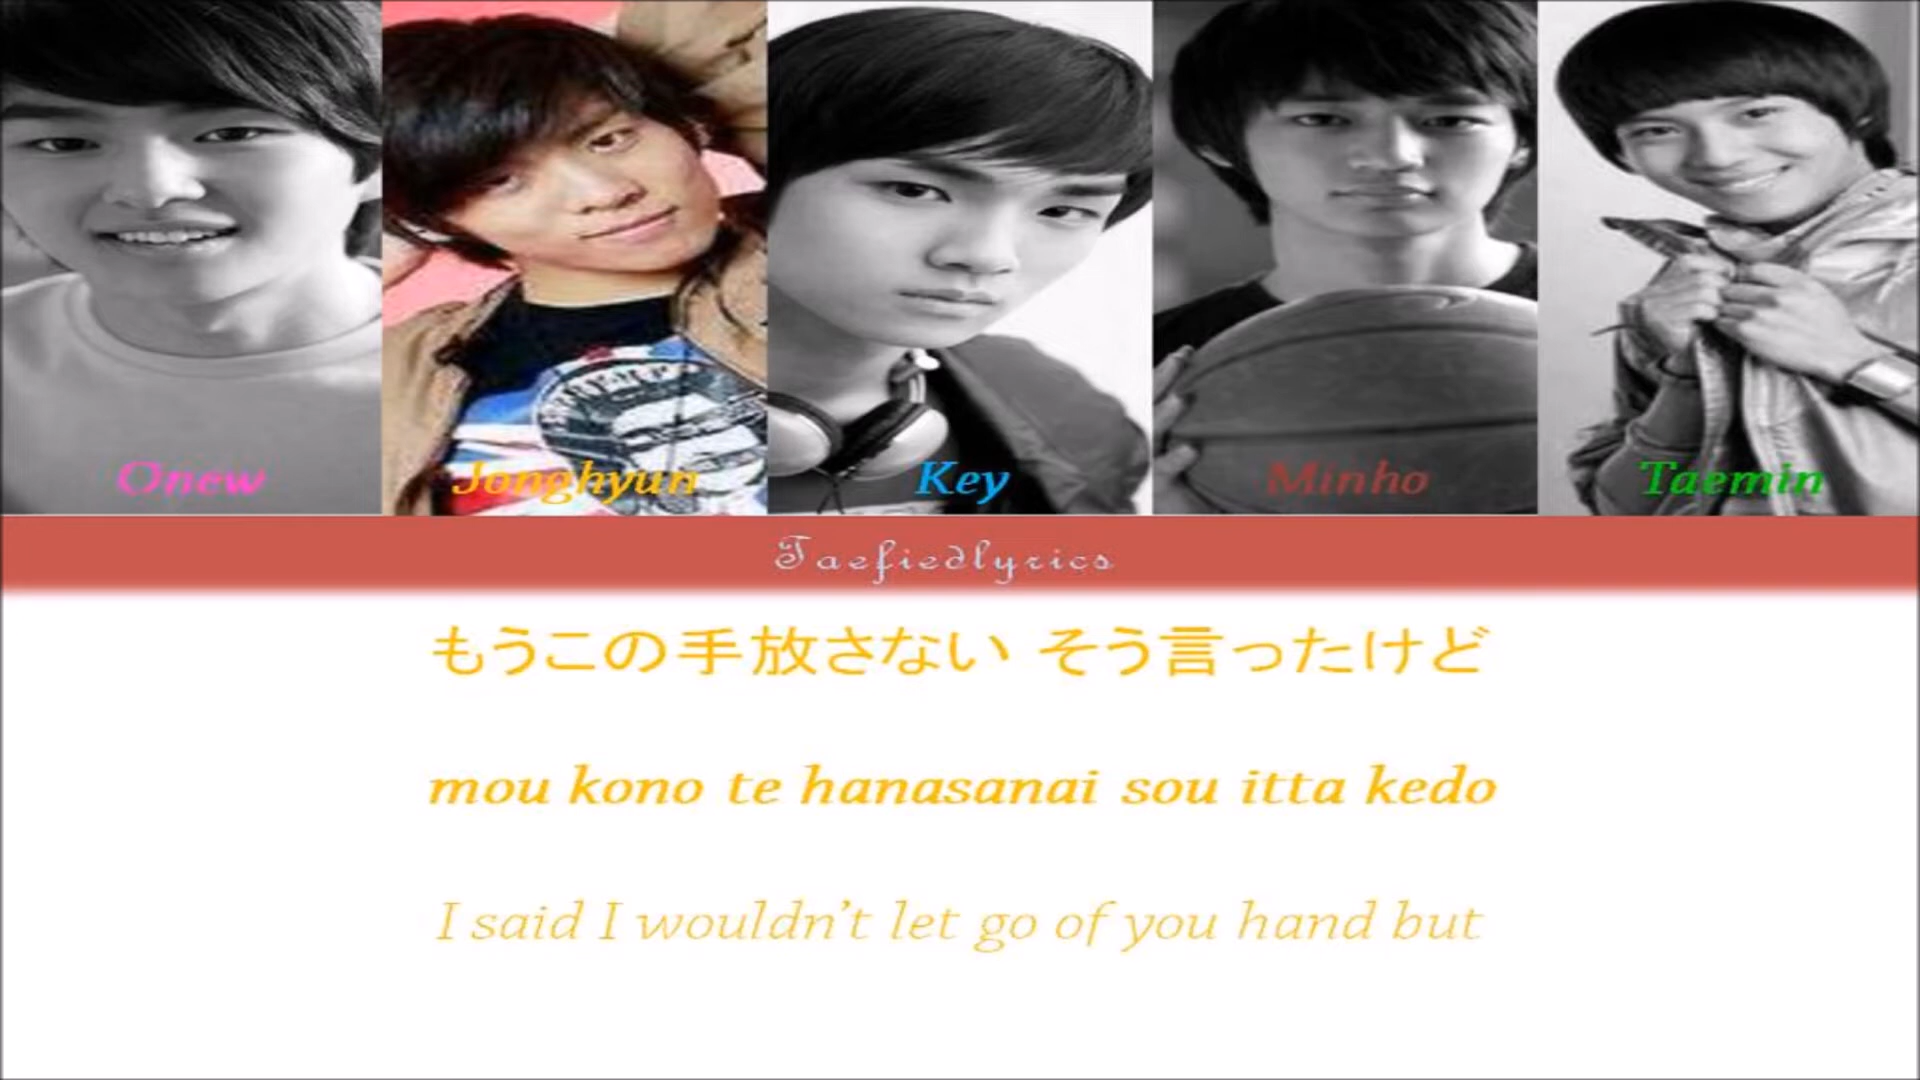 Onew
Jonghyun
Key
Minho
Taemin
Taefiedlyrics
もうこの手放さない そう言ったけど
mou kono te hanasanai sou itta kedo
I said I wouldn't let go of you hand but